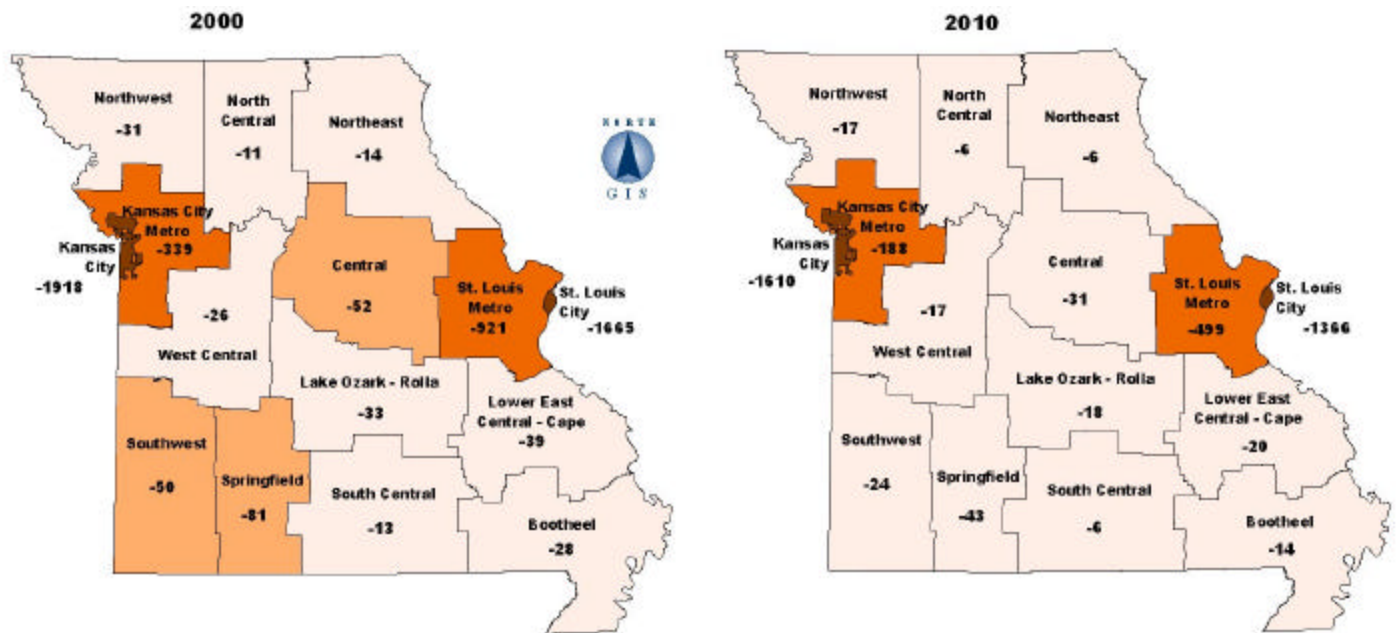 2000
Northwest
-31
North
Central
-11
Northeast
-14
NORTH
GIS
Kansas City
Metro
-339
Kansas
City
-1918
-26
West Central
Central
-52
St. Louis
Metro
-921
St. Louis
City
-1665
Lake Ozark - Rolla
-33
Lower East
Central - Cape
-39
Southwest
-50
Springfield
-81
South Central
-13
Bootheel
-28
2010
Northwest
-17
North
Central
-6
Northeast
-6
Kansas City
Metro
-188
Kansas
City
-1610
-17
West Central
Central
-31
St. Louis
Metro
-499
St. Louis
City
-1366
Lake Ozark - Rolla
-18
Lower East
Central - Cape
-20
Southwest
-24
Springfield
-43
South Central
-6
Bootheel
-14